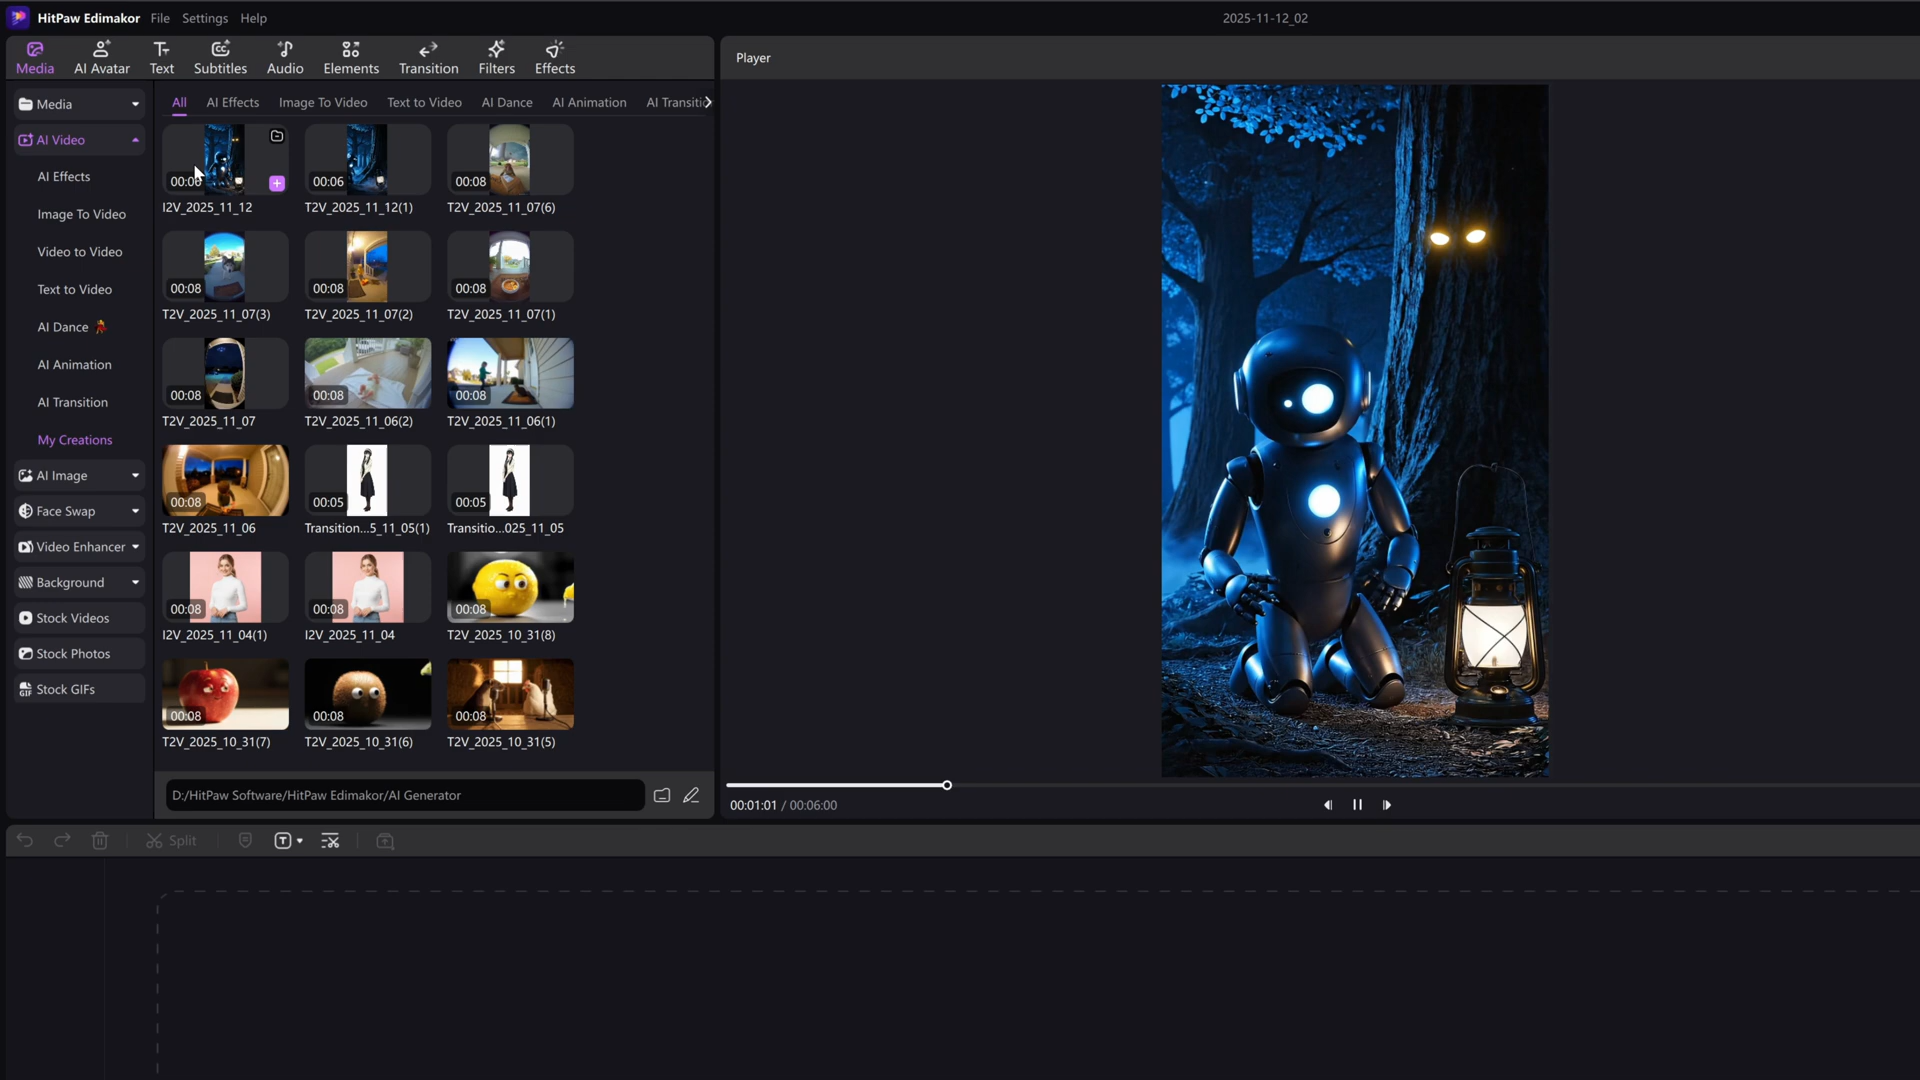 HitPaw Edimakor File Settings Help 2025-11-12_02
Media AI Avatar Text Subtitles Audio Elements Transition Filters Effects
Player
Media
AI Video
AI Effects
Image To Video
Video to Video
Text to Video
AI Dance
AI Animation
AI Transition
My Creations
AI Image
Face Swap
Video Enhancer
Background
Stock Videos
Stock Photos
GIF Stock GIFs
All AI Effects Image To Video Text to Video AI Dance AI Animation AI Transitio
00:06 00:06 00:08
I2V_2025_11_12 T2V_2025_11_12(1) T2V_2025_11_07(6)
00:08 00:08 00:08
T2V_2025_11_07(3) T2V_2025_11_07(2) T2V_2025_11_07(1)
00:08 00:08 00:08
T2V_2025_11_07 T2V_2025_11_06(2) T2V_2025_11_06(1)
00:08 00:05 00:05
T2V_2025_11_06 Transition...5_11_05(1) Transitio...025_11_05
00:08 00:08 00:08
I2V_2025_11_04(1) I2V_2025_11_04 T2V_2025_10_31(8)
00:08 00:08 00:08
T2V_2025_10_31(7) T2V_2025_10_31(6) T2V_2025_10_31(5)
D:/HitPaw Software/HitPaw Edimakor/AI Generator
00:01:01 / 00:06:00
Split